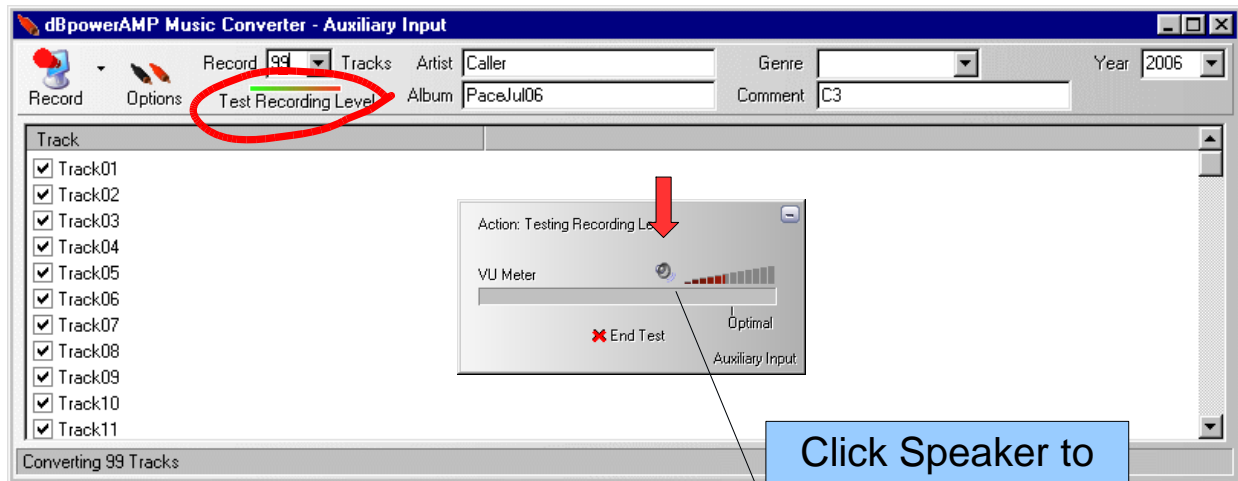 dBpowerAMP Music Converter - Auxiliary Input
Record 99 Tracks Artist Caller Genre Year 2006
Record Options Test Recording Level Album PaceJul06 Comment C3
Track
Track01
Track02
Track03
Track04
Track05
Track06
Track07
Track08
Track09
Track10
Track11
Action: Testing Recording
VU Meter
Optimal
End Test
Auxiliary Input
Click Speaker to
Converting 99 Tracks